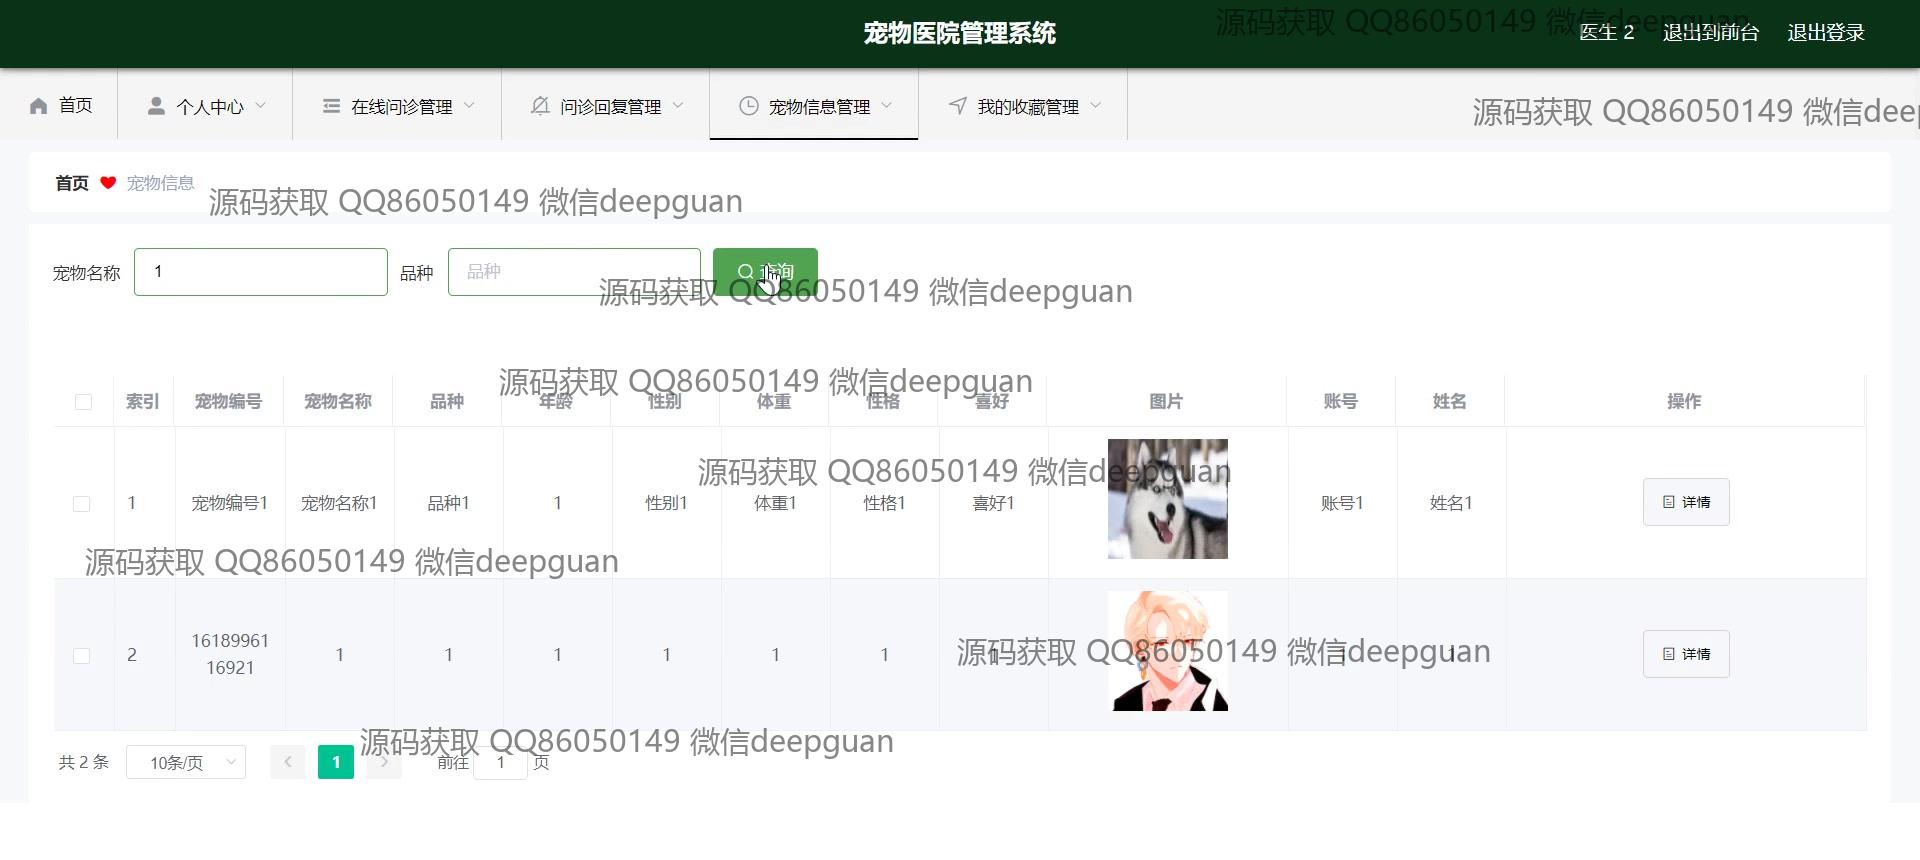 宠物医院管理系统
源码获取 QQ86050149 微信deepguan
医生 2 退出到前台 退出登录
首页 个人中心 在线问诊管理 问诊回复管理 宠物信息管理 我的收藏管理
源码获取 QQ86050149 微信deep
首页 宠物信息
源码获取 QQ86050149 微信deepguan
宠物名称 1 品种 品种 查询
源码获取 QQ86050149 微信deepguan
源码获取 QQ86050149 微信deepguan
索引 宠物编号 宠物名称 品种 年龄 性别 体重 性格 喜好 图片 账号 姓名 操作
源码获取 QQ86050149 微信deepguan
1 宠物编号1 宠物名称1 品种1 1 性别1 体重1 性格1 喜好1 账号1 姓名1 详情
源码获取 QQ86050149 微信deepguan
2 16189961 1 1 1 1 1 1 1 1 1 详情
16921
源码获取 QQ86050149 微信deepguan
源码获取 QQ86050149 微信deepguan
共 2 条 10条/页 1 前往 1 页